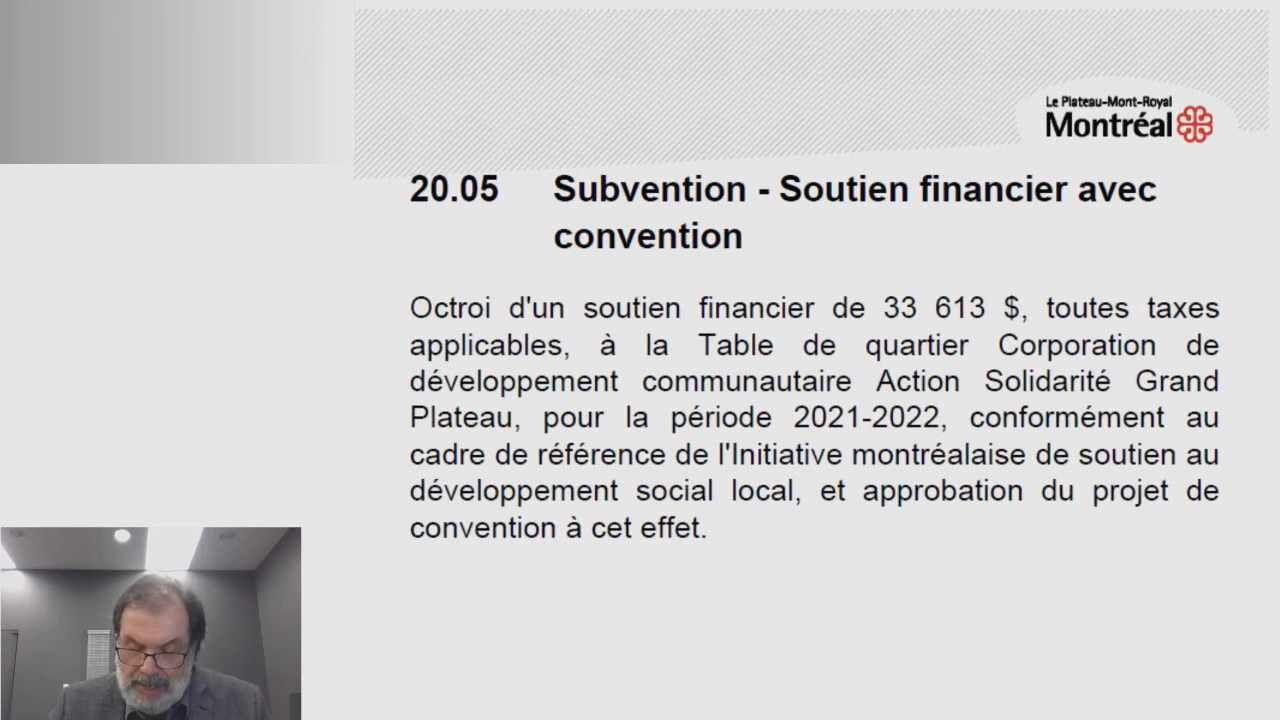 Le Plateau-Mont-Royal
Montréal
20.05 Subvention - Soutien financier avec
convention
Octroi d'un soutien financier de 33 613 $, toutes taxes
applicables, à la Table de quartier Corporation de
développement communautaire Action Solidarité Grand
Plateau, pour la période 2021-2022, conformément au
cadre de référence de l'Initiative montréalaise de soutien au
développement social local, et approbation du projet de
convention à cet effet.